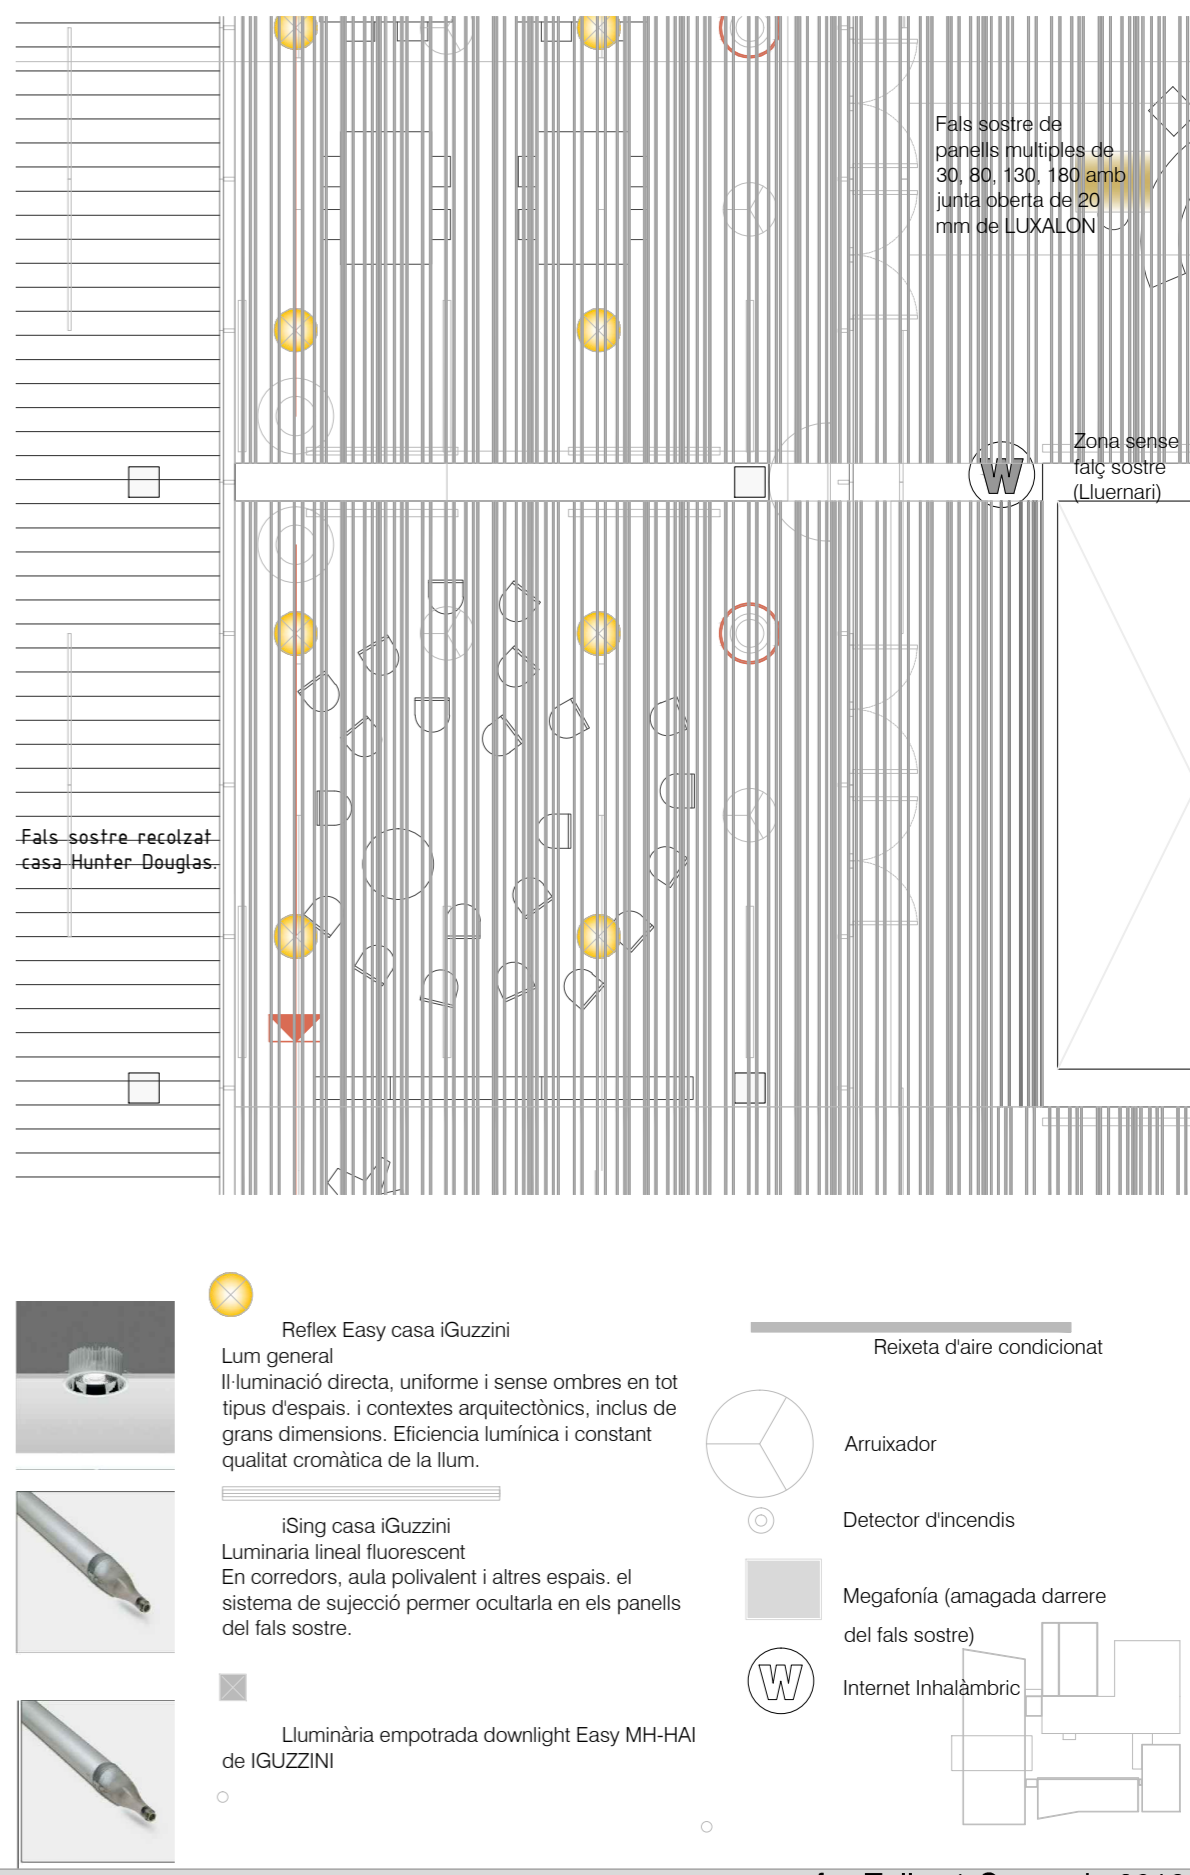 Fals sostre de
panells multiples de
30, 80, 130, 180 amb
junta oberta de 20
mm de LUXALON
Zona sense
falç sostre
(Lluernari)
W
Fals sostre recolzat
casa Hunter Douglas.
Reflex Easy casa iGuzzini
Lum general
Il·luminació directa, uniforme i sense ombres en tot
tipus d'espais. i contextes arquitectònics, inclus de
grans dimensions. Eficiencia lumínica i constant
qualitat cromàtica de la llum.
iSing casa iGuzzini
Luminaria lineal fluorescent
En corredors, aula polivalent i altres espais. el
sistema de sujecció permer ocultarla en els panells
del fals sostre.
Lluminària empotrada downlight Easy MH-HAI
de IGUZZINI
Reixeta d'aire condicionat
Arruixador
Detector d'incendis
Megafonía (amagada darrere
del fals sostre)
W
Internet Inhalàmbric